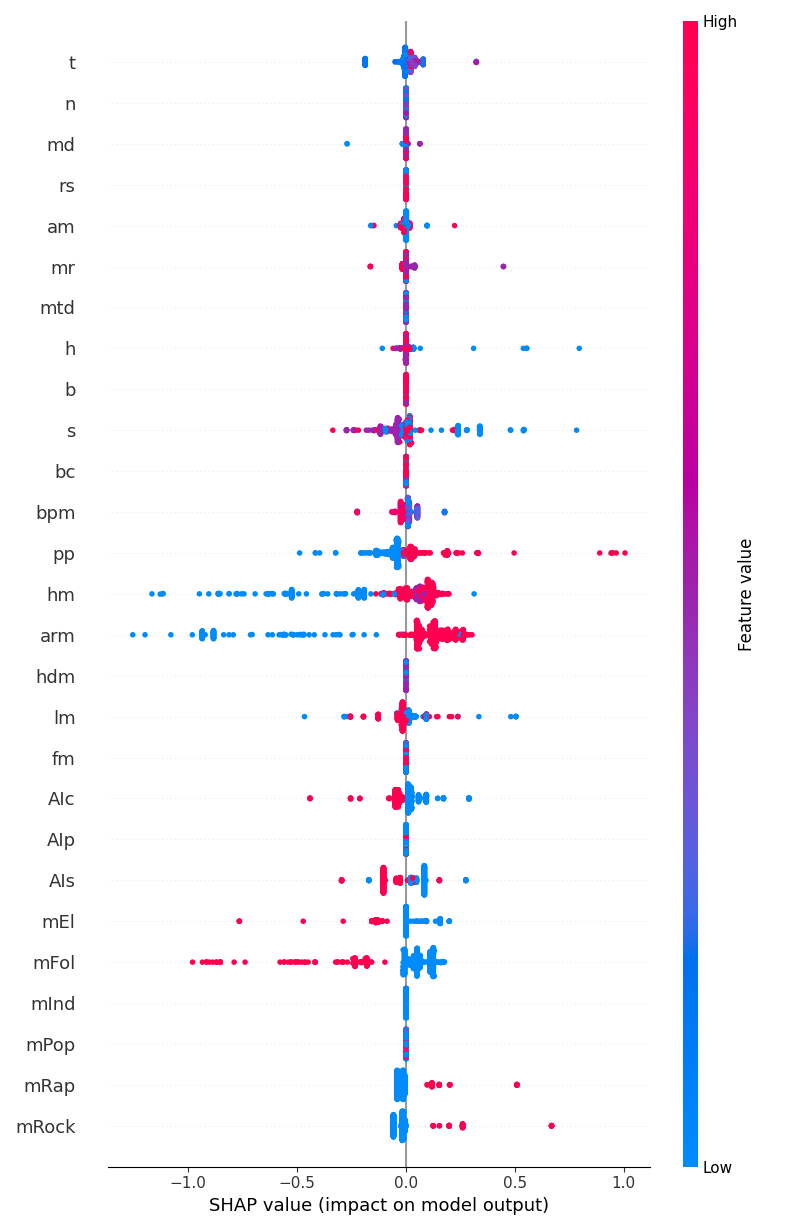 High
t
n
md
rs
am
mr
mtd
h
b
s
bc
bpm
pp
hm
arm
hdm
lm
fm
AIc
AIp
AIs
mEl
mFol
mInd
mPop
mRap
mRock
Feature value
Low
−1.0 −0.5 0.0 0.5 1.0
SHAP value (impact on model output)